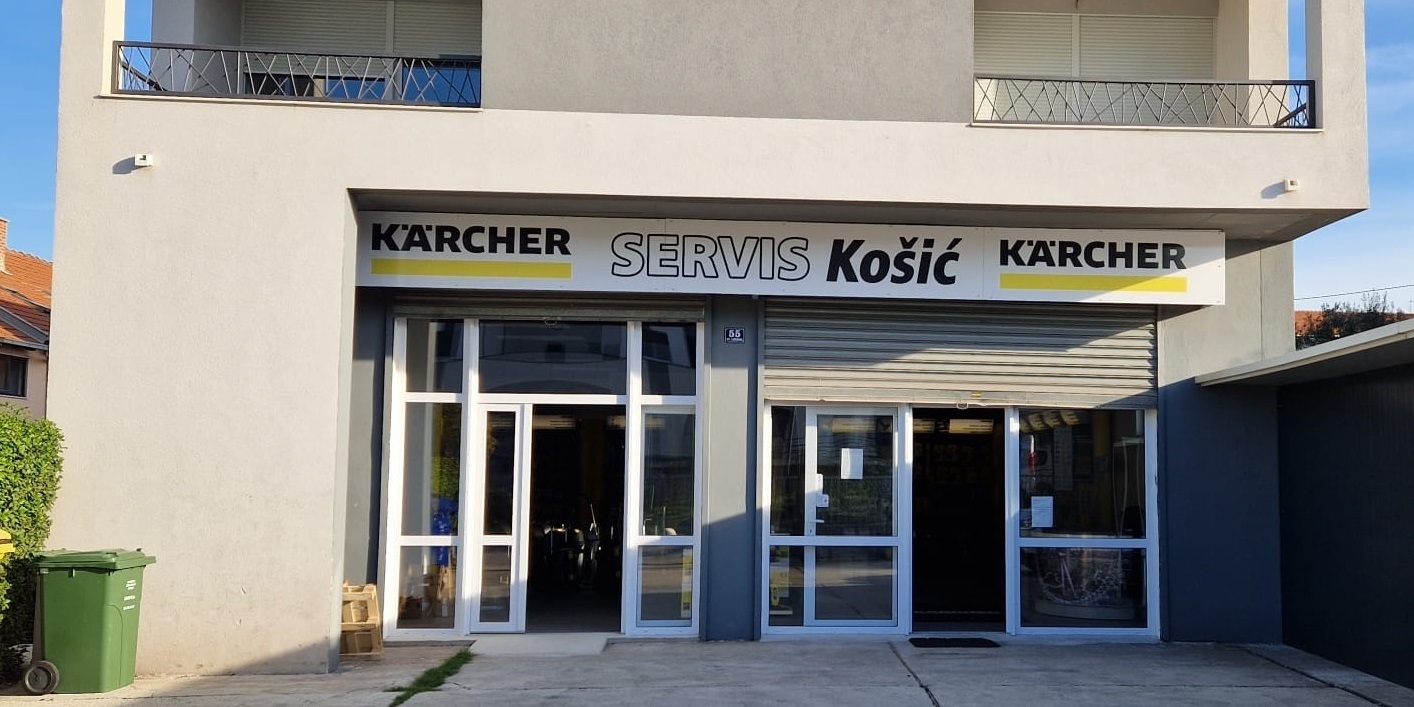 KÄRCHER SERVIS Košić KÄRCHER
55